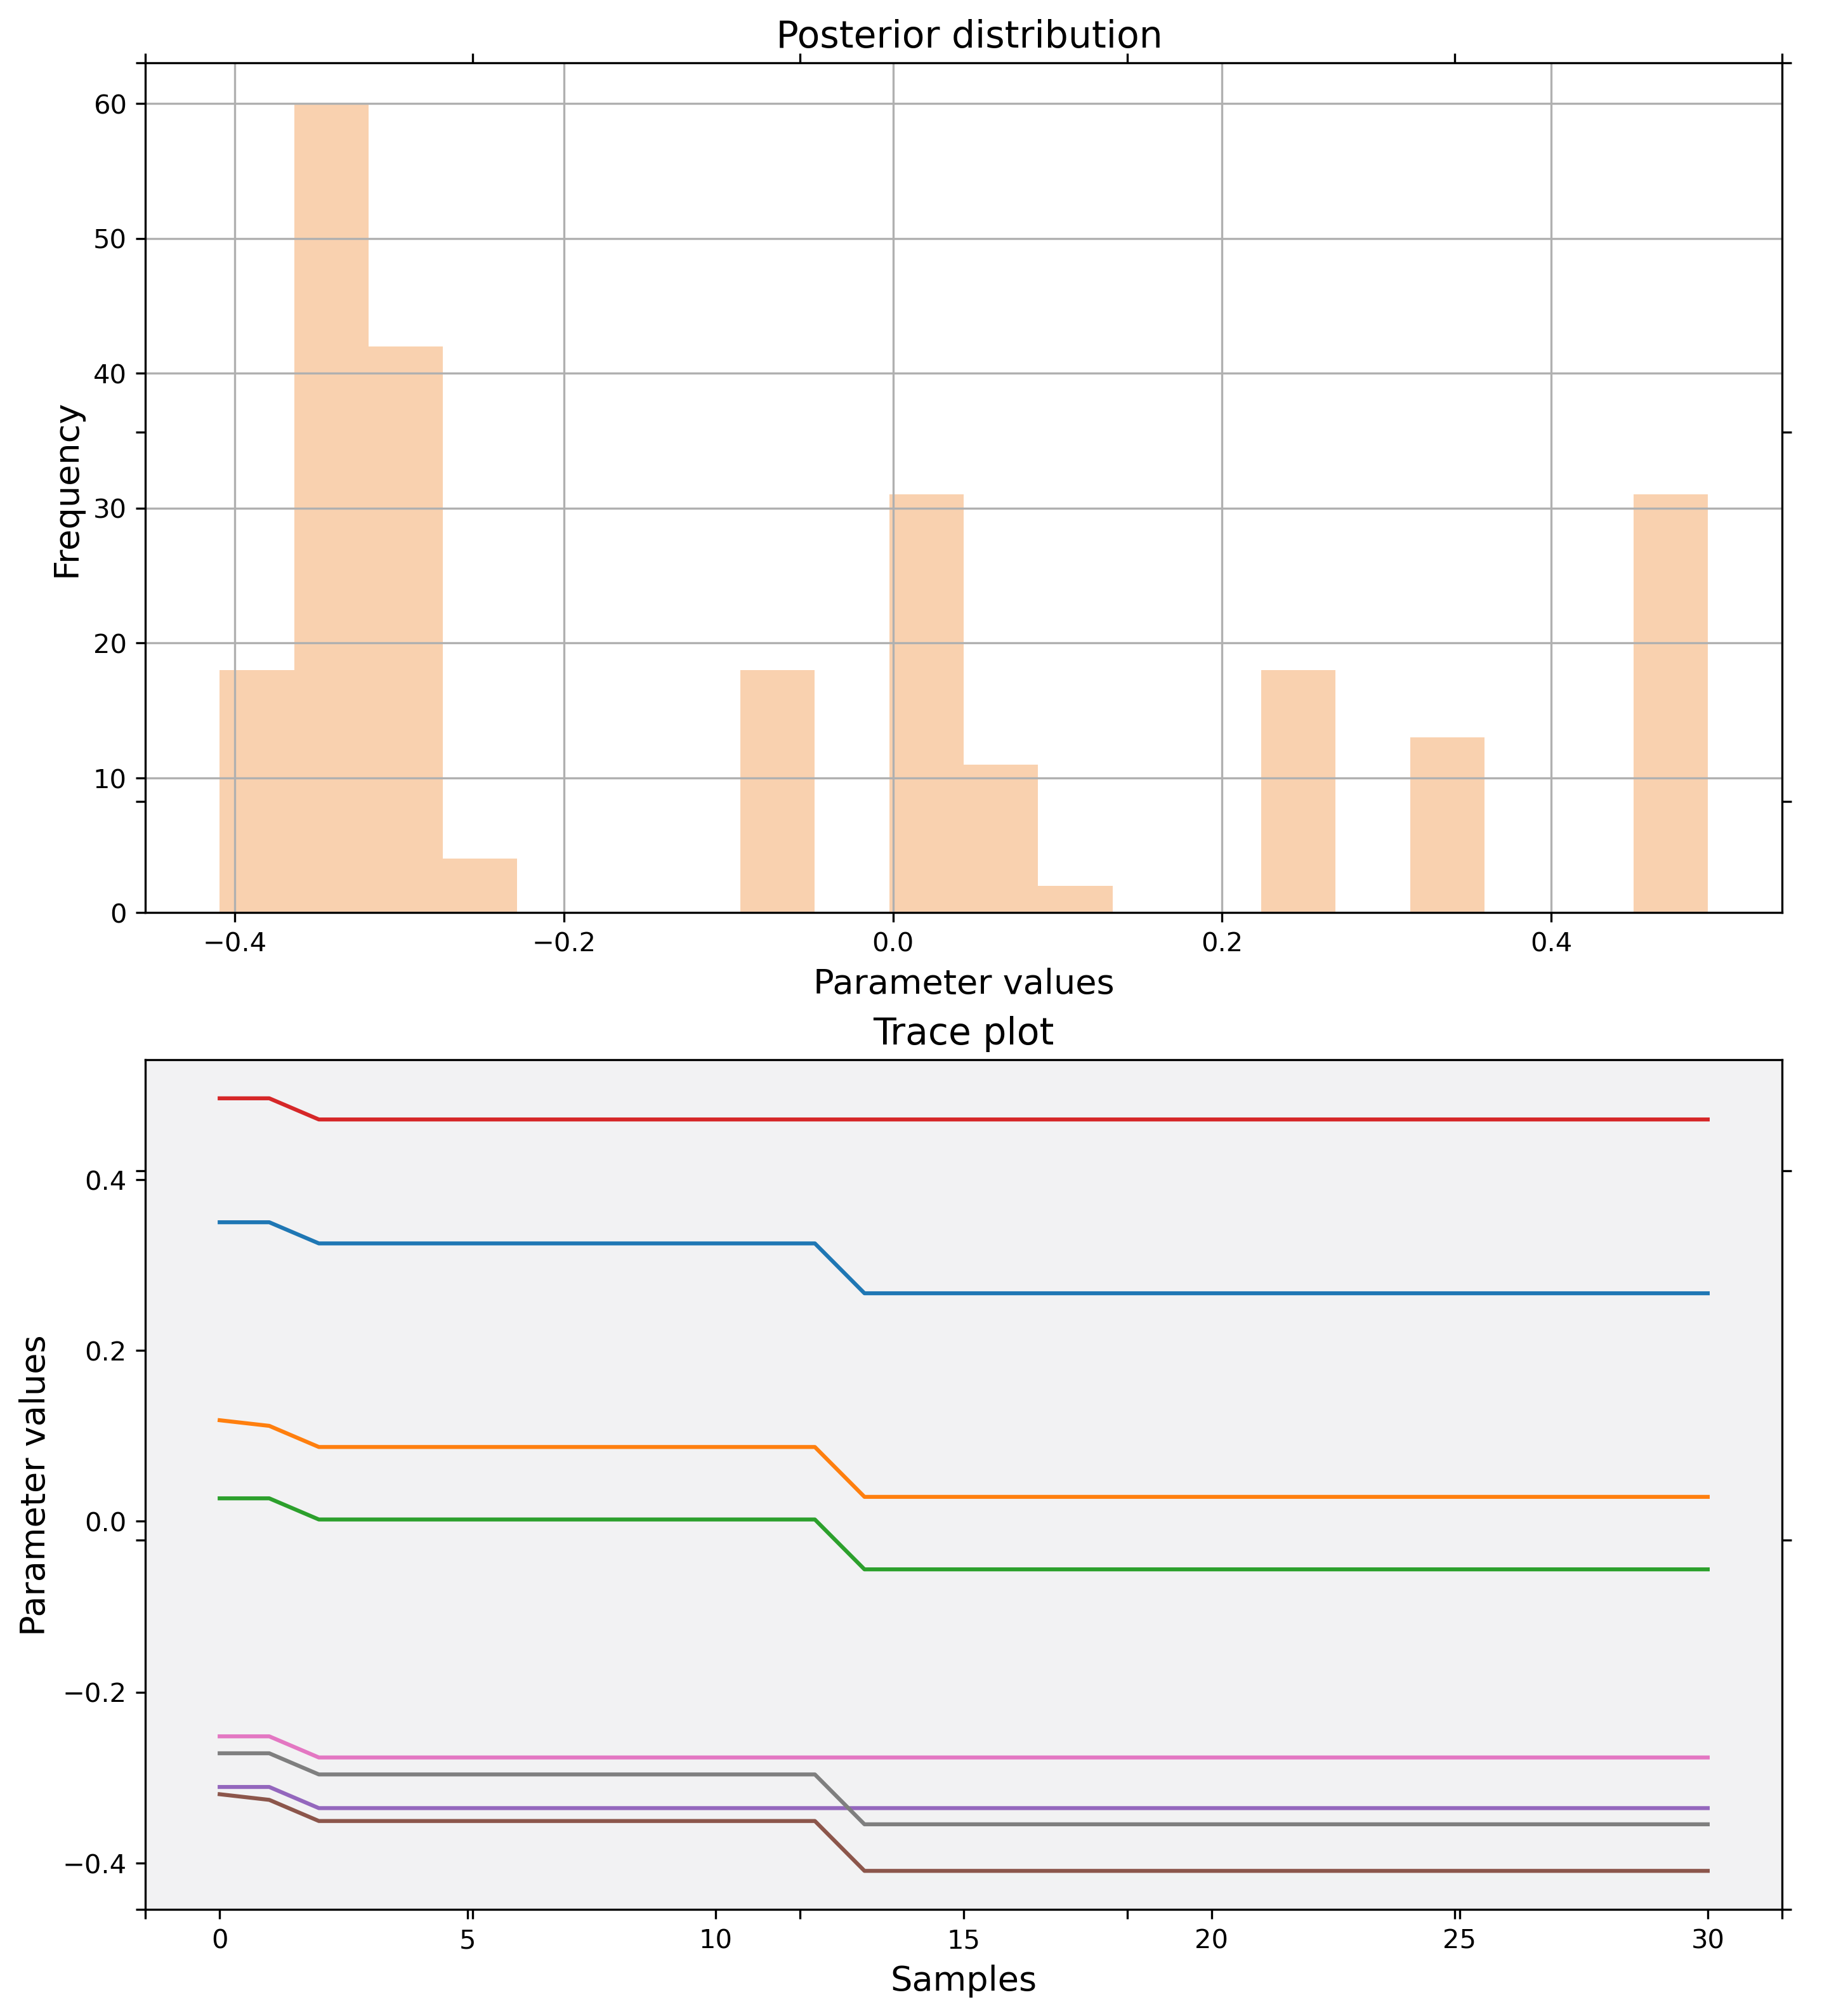 Posterior distribution
60
50
40
30
20
10
0
Frequency
−0.4 −0.2 0.0 0.2 0.4
Parameter values
Trace plot
0.4
0.2
0.0
−0.2
−0.4
Parameter values
0 5 10 15 20 25 30
Samples